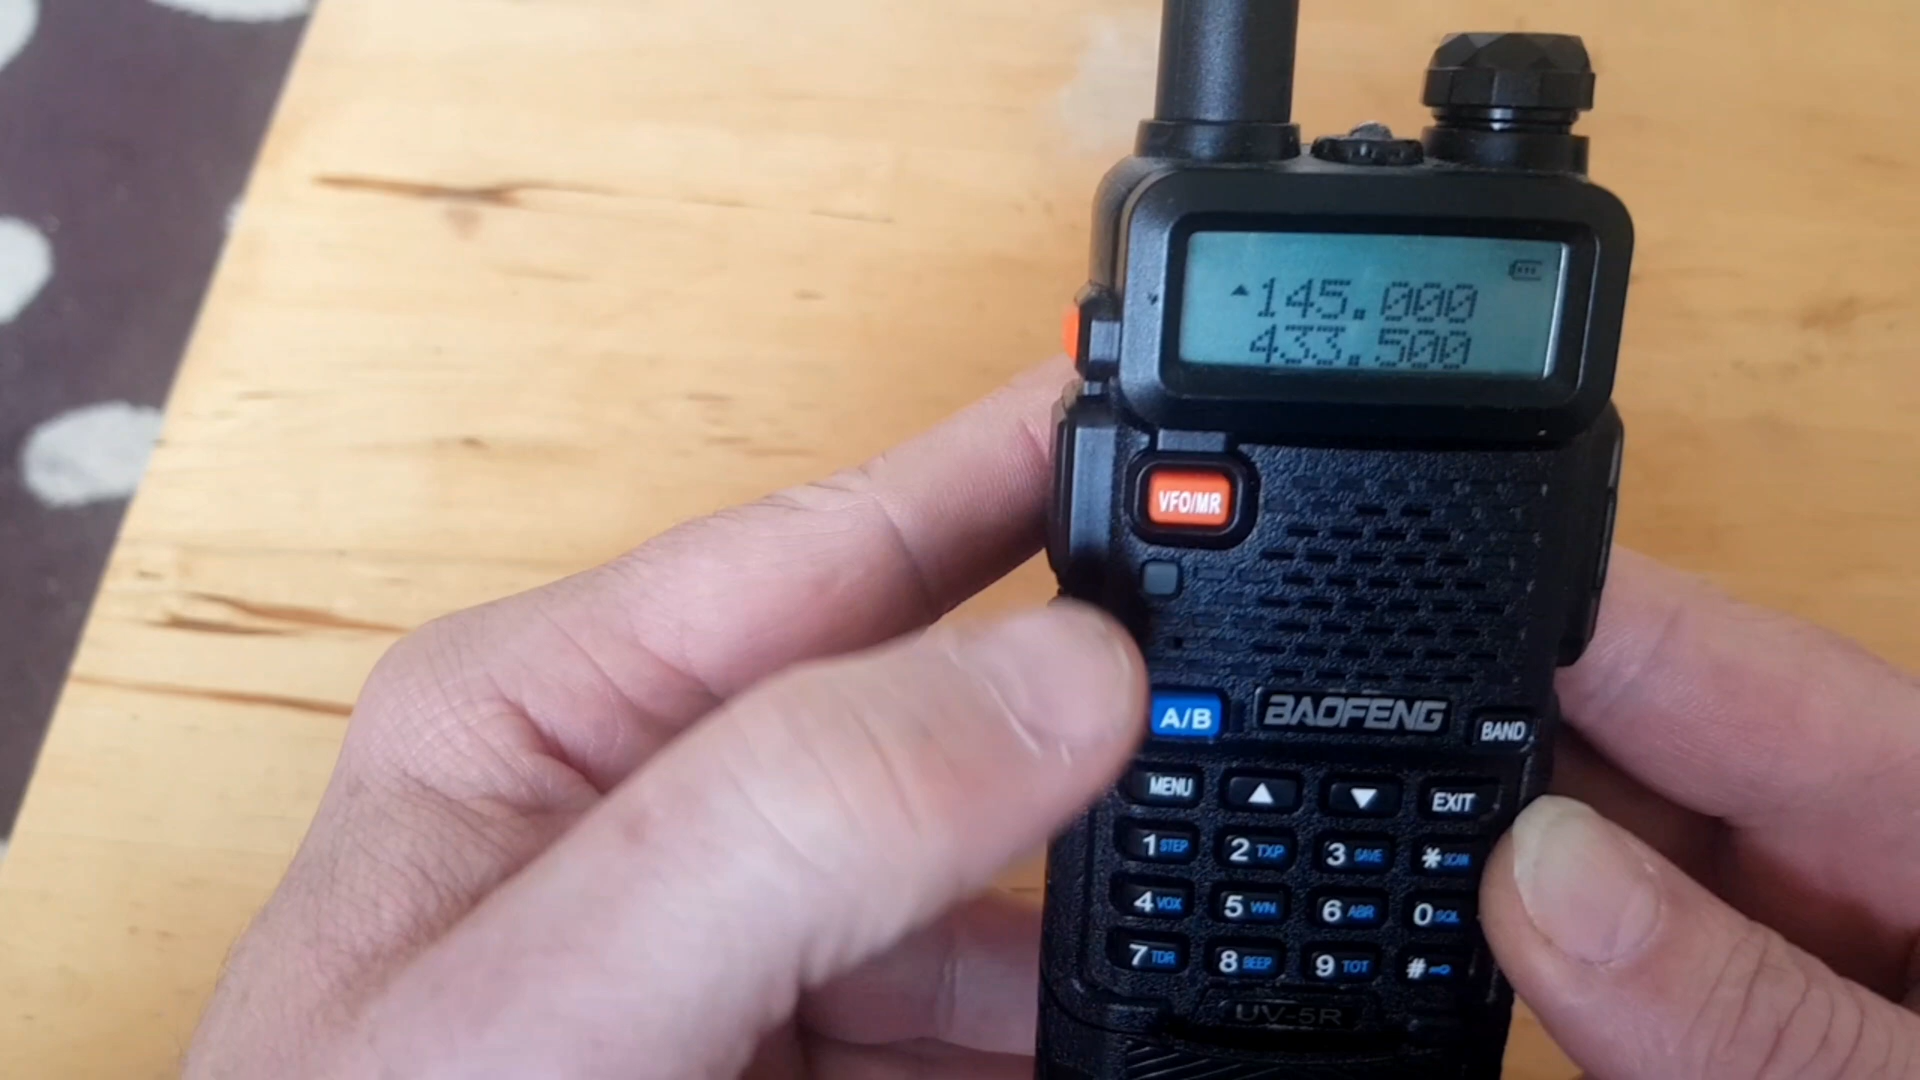 ▲145.000
433.500
VFO/MR
A/B BAOFENG BAND
MENU ▲ ▼ EXIT
1 STEP 2 TXP 3 SAVE * SCAN
4 VOX 5 WN 6 ABR 0 SQL
7 TDR 8 BEEP 9 TOT #
UV-5R